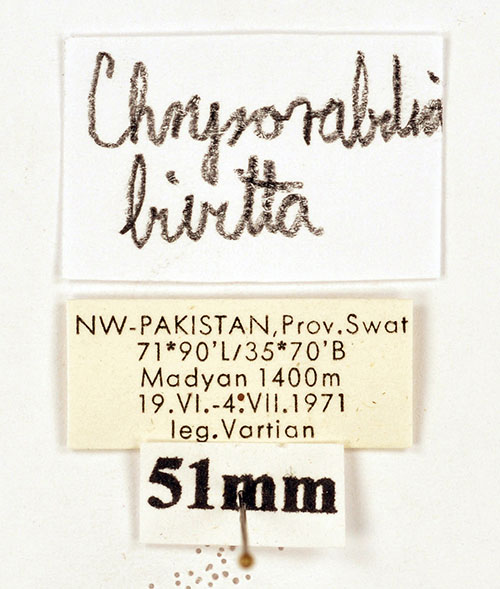 Chrysorabdia
bivitta
NW-PAKISTAN,Prov.Swat
71*90'L/35*70'B
Madyan 1400m
19.VI.-4.VII.1971
leg.Vartian
51mm